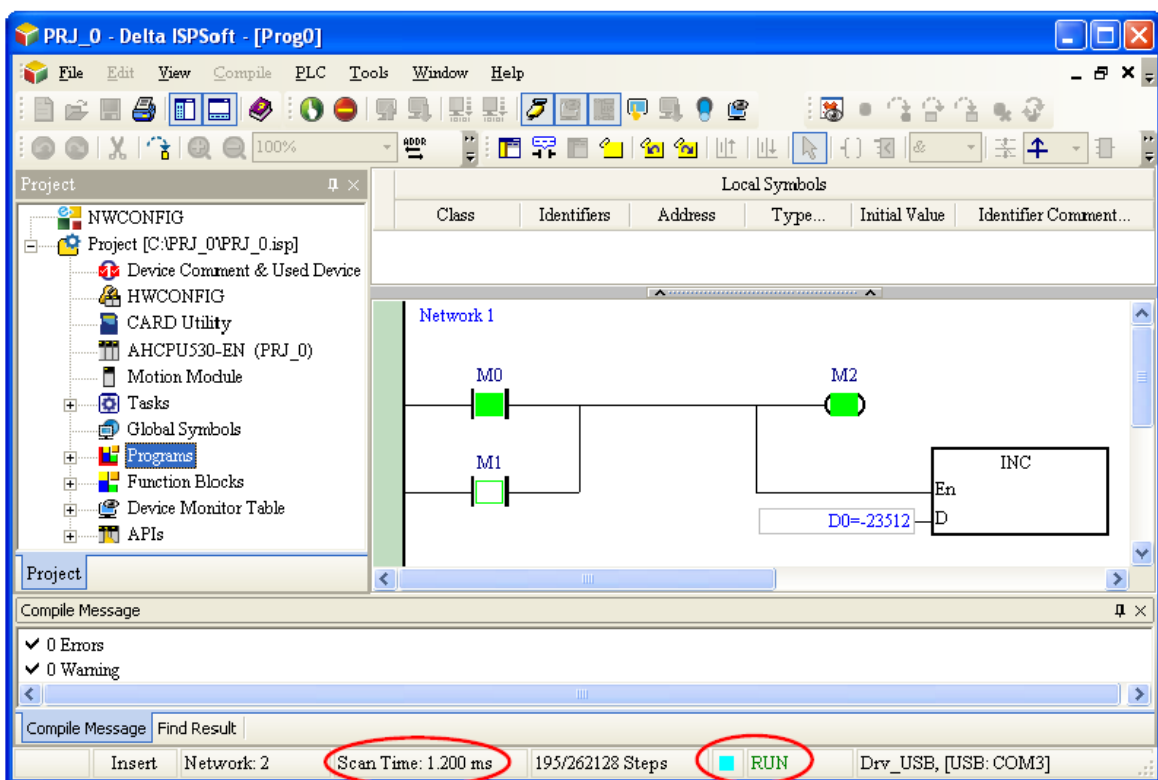 PRJ_0 - Delta ISPSoft - [Prog0]
File Edit View Compile PLC Tools Window Help
100%
ADDR
&
Project
NWCONFIG
Project [C:\PRJ_0\PRJ_0.isp]
Device Comment & Used Device
HWCONFIG
CARD Utility
AHCPU530-EN (PRJ_0)
Motion Module
Tasks
Global Symbols
Programs
Function Blocks
Device Monitor Table
APIs
Project
Local Symbols
Class Identifiers Address Type... Initial Value Identifier Comment...
Network 1
M0 M2
M1 INC
En
D0=-23512 D
Compile Message
0 Errors
0 Warning
Compile Message Find Result
Insert Network: 2 Scan Time: 1.200 ms 195/262128 Steps RUN Drv_USB, [USB: COM3]